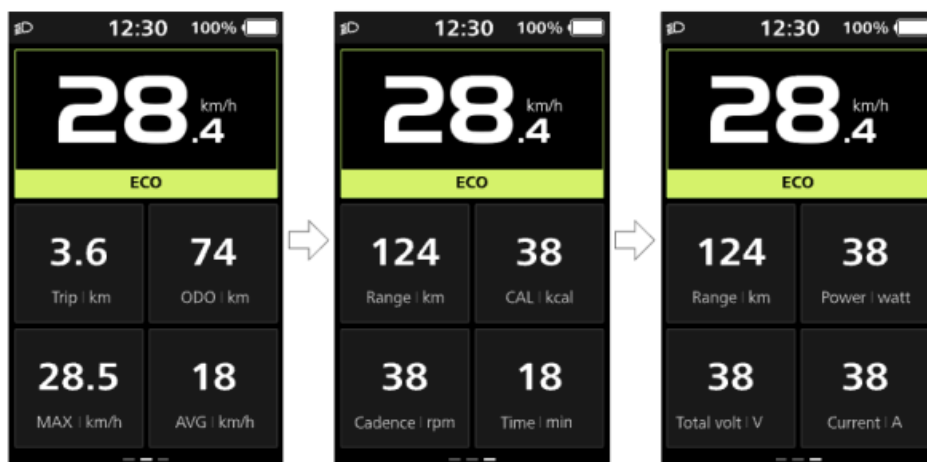 12:30 100%
28.4 km/h
ECO
3.6 74
Trip | km ODO | km
28.5 18
MAX | km/h AVG | km/h
12:30 100%
28.4 km/h
ECO
124 38
Range | km CAL | kcal
38 18
Cadence | rpm Time | min
12:30 100%
28.4 km/h
ECO
124 38
Range | km Power | watt
38 38
Total volt | V Current | A